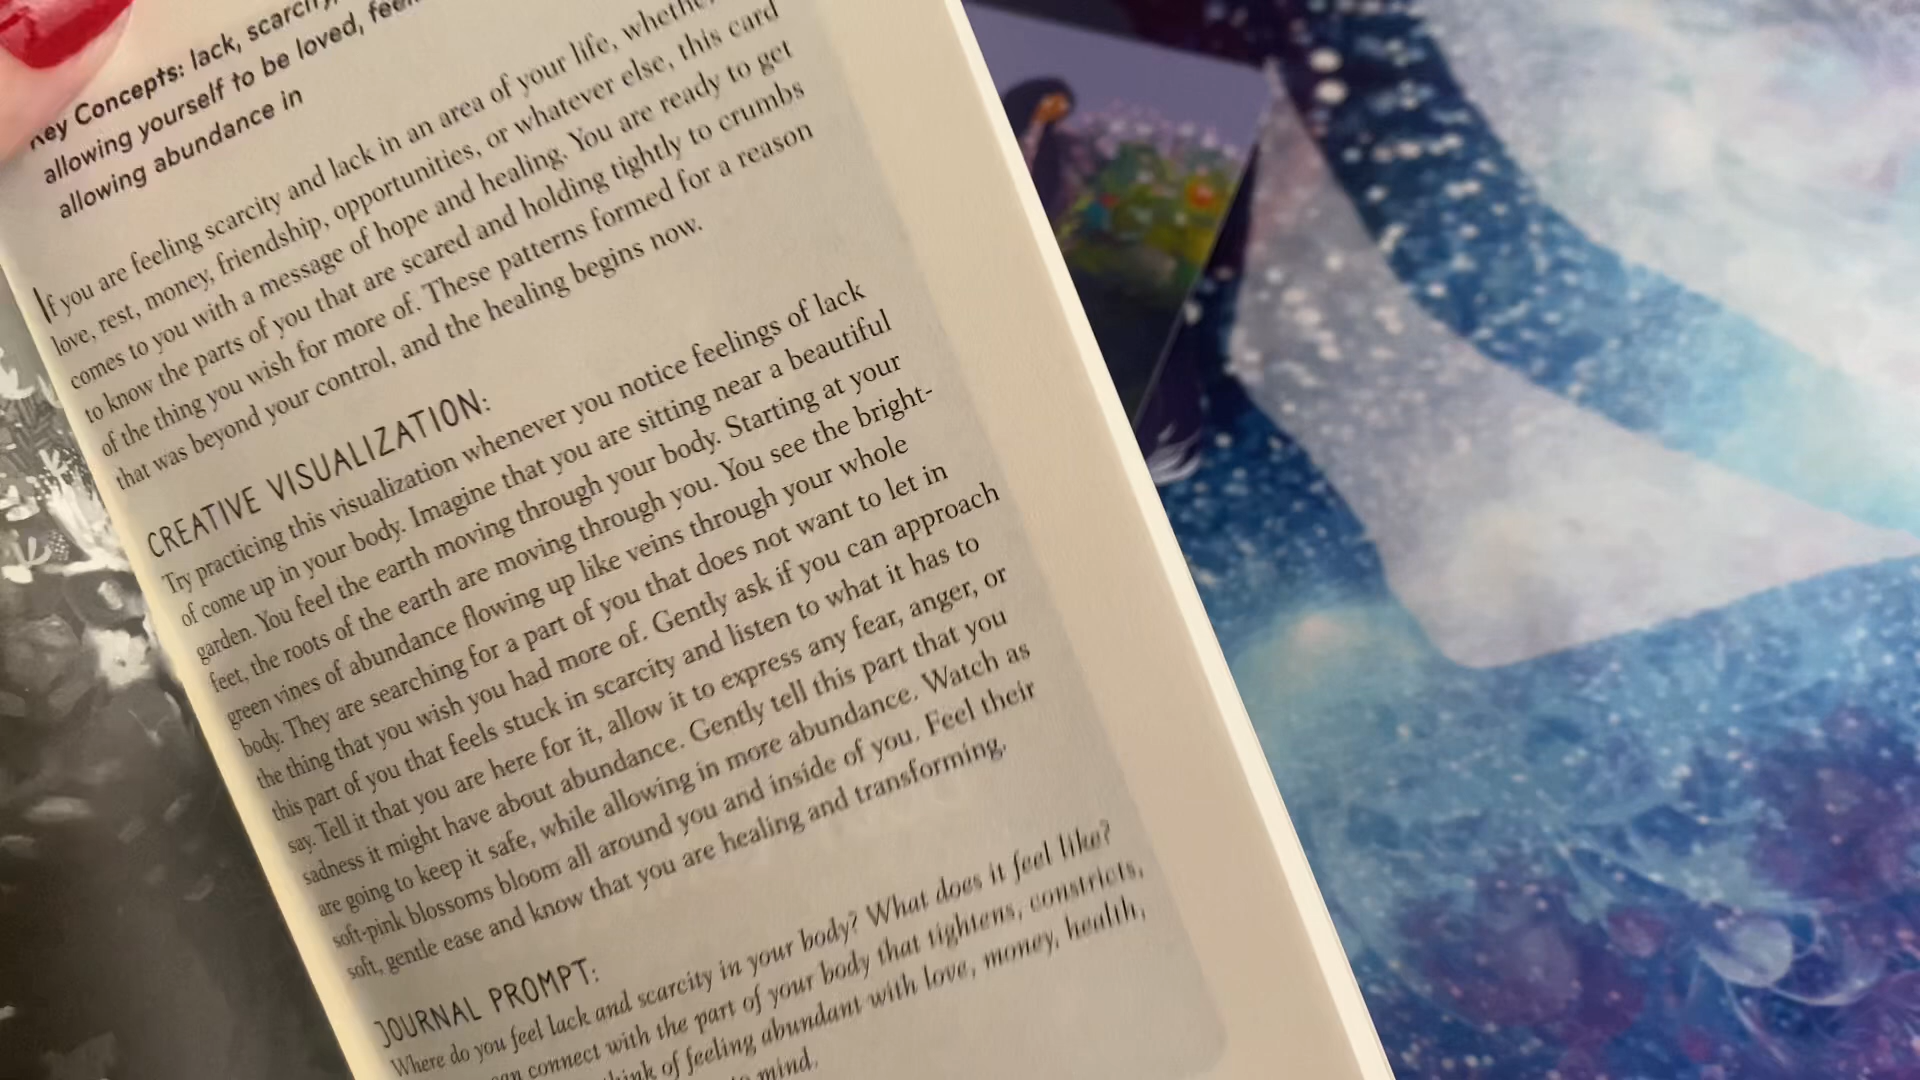 Key Concepts: lack, scarcity,
allowing yourself to be loved,
allowing abundance in
If you are feeling scarcity and lack in an area of your life, whether
love, rest, money, friendship, opportunities, or whatever else, this card
comes to you with a message of hope and healing. You are ready to get
to know the parts of you that are scared and holding tightly to crumbs
of the thing you wish for more of. These patterns formed for a reason
that was beyond your control, and the healing begins now.
CREATIVE VISUALIZATION:
Try practicing this visualization whenever you notice feelings of lack
of come up in your body. Imagine that you are sitting near a beautiful
garden. You feel the earth moving through your body. Starting at your
feet, the roots of the earth are moving through you. You see the bright-
green vines of abundance flowing up like veins through your whole
body. They are searching for a part of you that does not want to let in
the thing that you wish you had more of. Gently ask if you can approach
this part of you that feels stuck in scarcity and listen to what it has to
say. Tell it that you are here for it, allow it to express any fear, anger, or
sadness it might have about abundance. Gently tell this part that you
are going to keep it safe, while allowing in more abundance. Watch as
soft-pink blossoms bloom all around you and inside of you. Feel their
soft, gentle ease and know that you are healing and transforming.
JOURNAL PROMPT:
Where do you feel lack and scarcity in your body? What does it feel like?
can connect with the part of your body that tightens, constricts,
think of feeling abundant with love, money, health,
to mind.